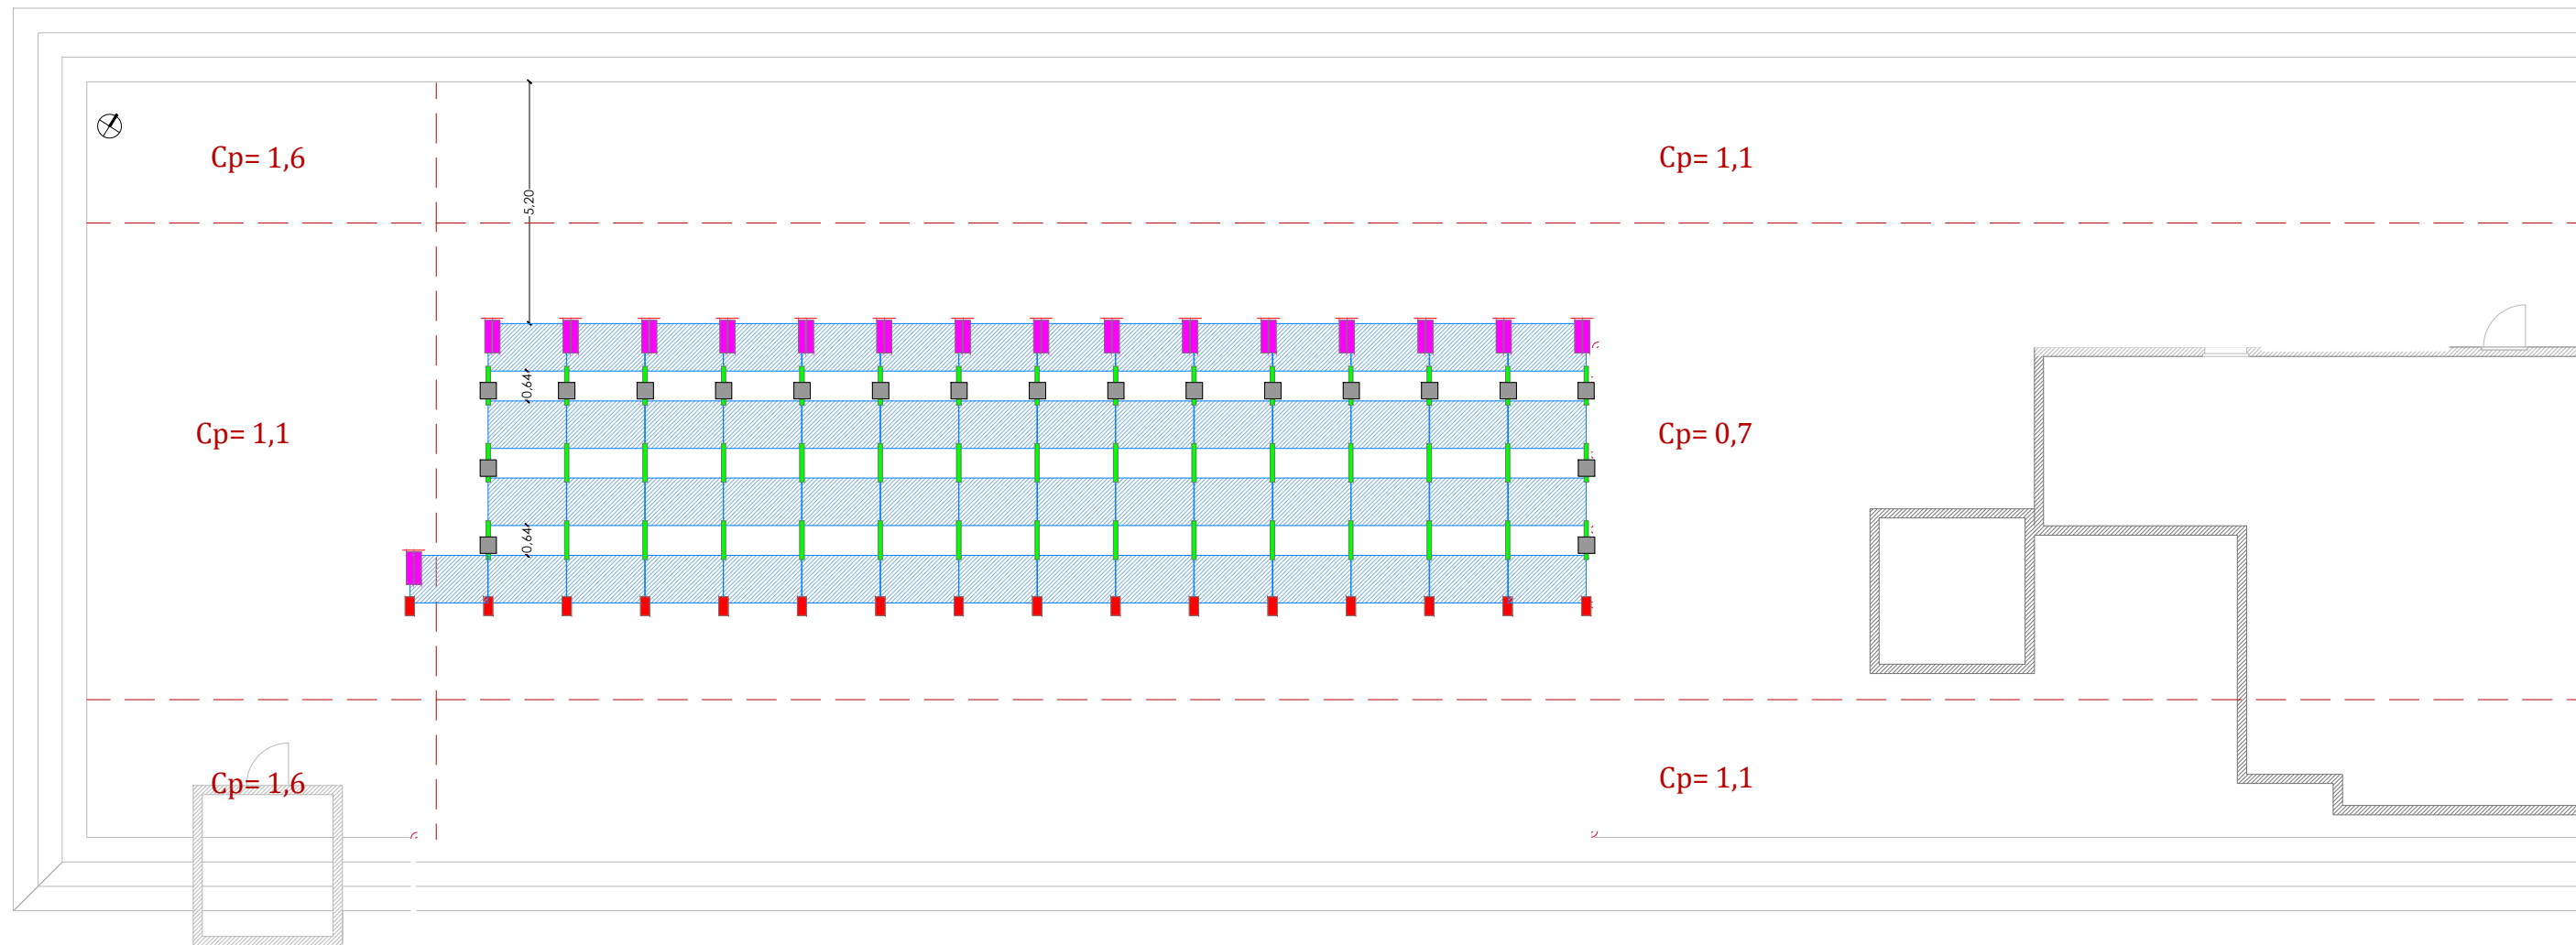 Cp= 1,6
Cp= 1,1
5,20
0,64
Cp= 1,1
Cp= 0,7
0,64
Cp= 1,6
Cp= 1,1